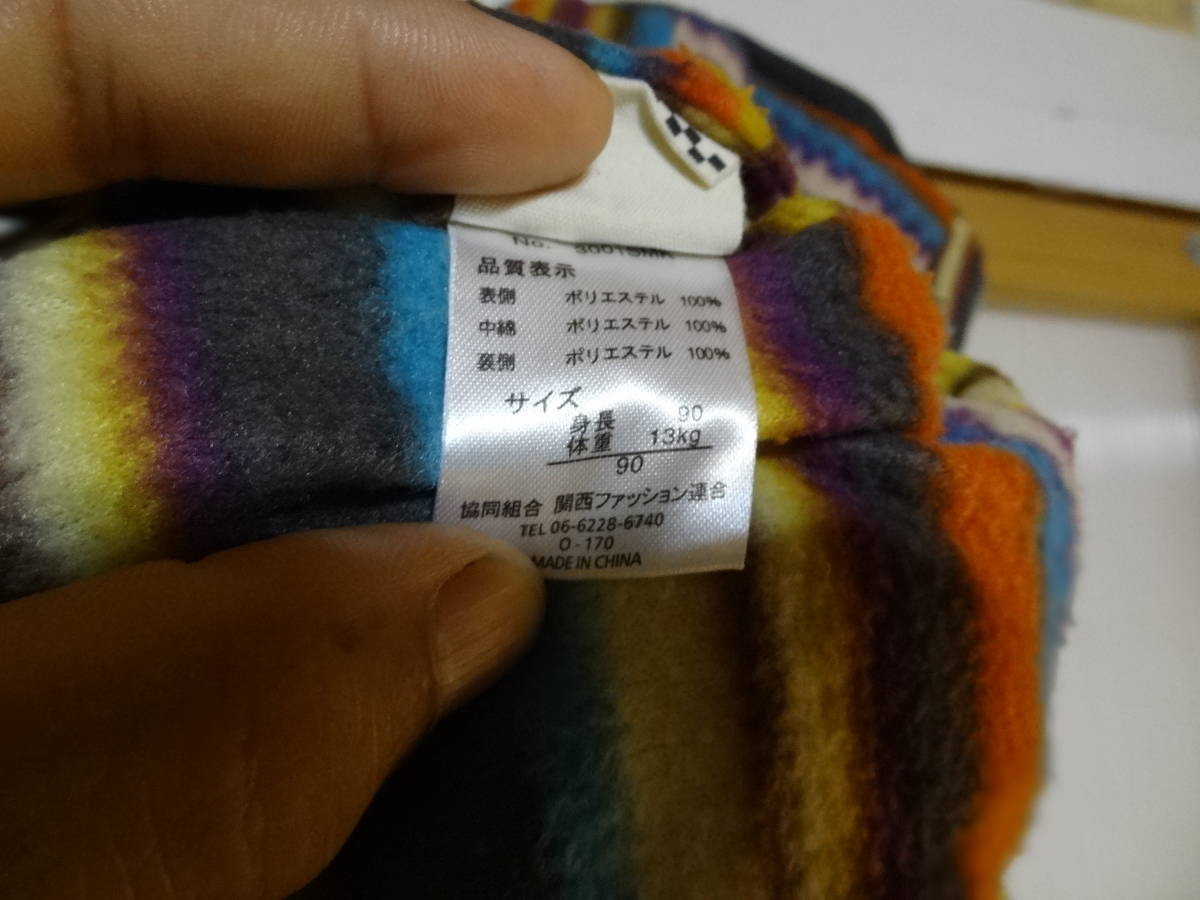 No.
品質表示
表側 ポリエステル 100%
中綿 ポリエステル 100%
裏側 ポリエステル 100%
サイズ
身長 90
体重 13kg
90
協同組合 関西ファッション連合
TEL 06-6228-6740
O-170
MADE IN CHINA